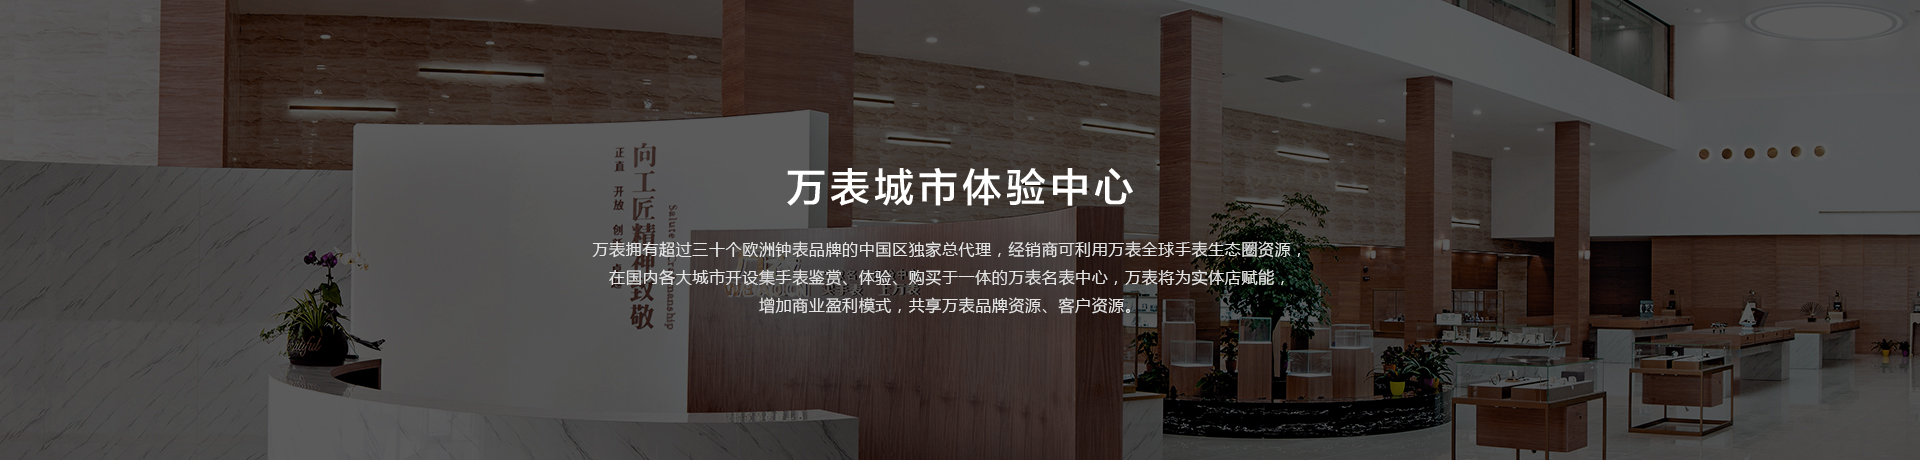 万表城市体验中心
万表拥有超过三十个欧洲钟表品牌的中国区独家总代理，经销商可利用万表全球手表生态圈资源，
在国内各大城市开设集手表鉴赏、体验、购买于一体的万表名表中心，万表将为实体店赋能，
增加商业盈利模式，共享万表品牌资源、客户资源。
向工匠精神致敬
正直 开放 创
Salute
manship